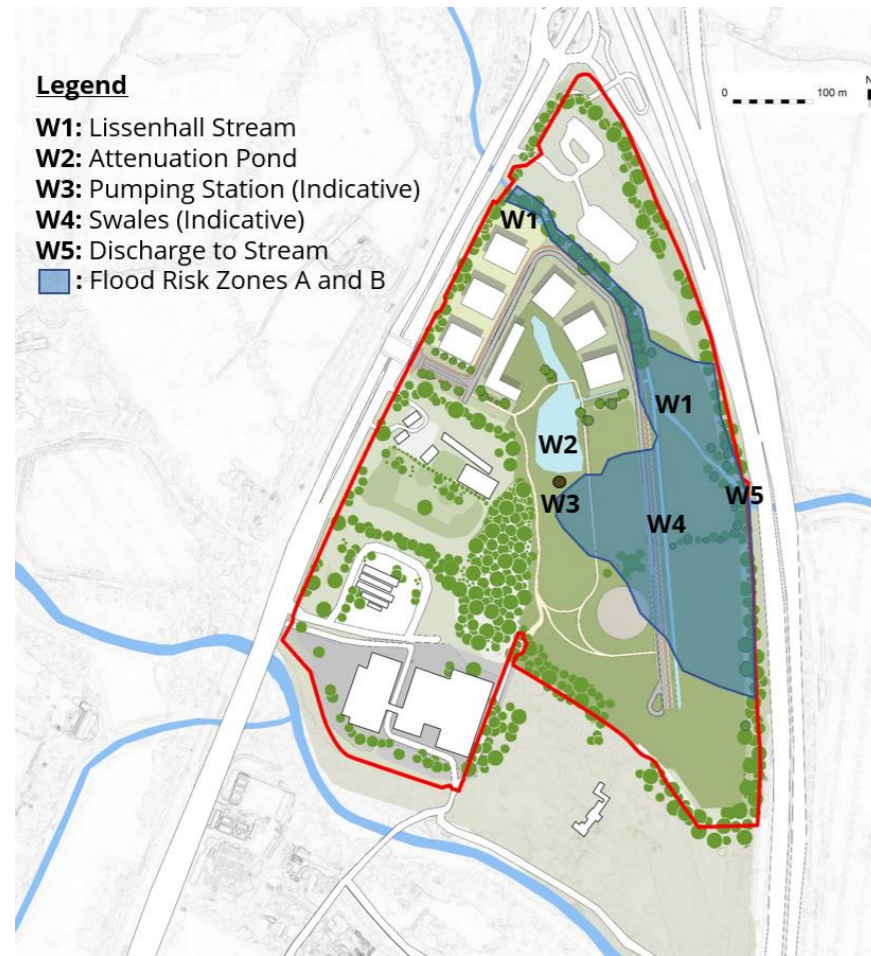 Legend
W1: Lissenhall Stream
W2: Attenuation Pond
W3: Pumping Station (Indicative)
W4: Swales (Indicative)
W5: Discharge to Stream
: Flood Risk Zones A and B
0 100 m
N
W1
W1
W2
W5
W3
W4